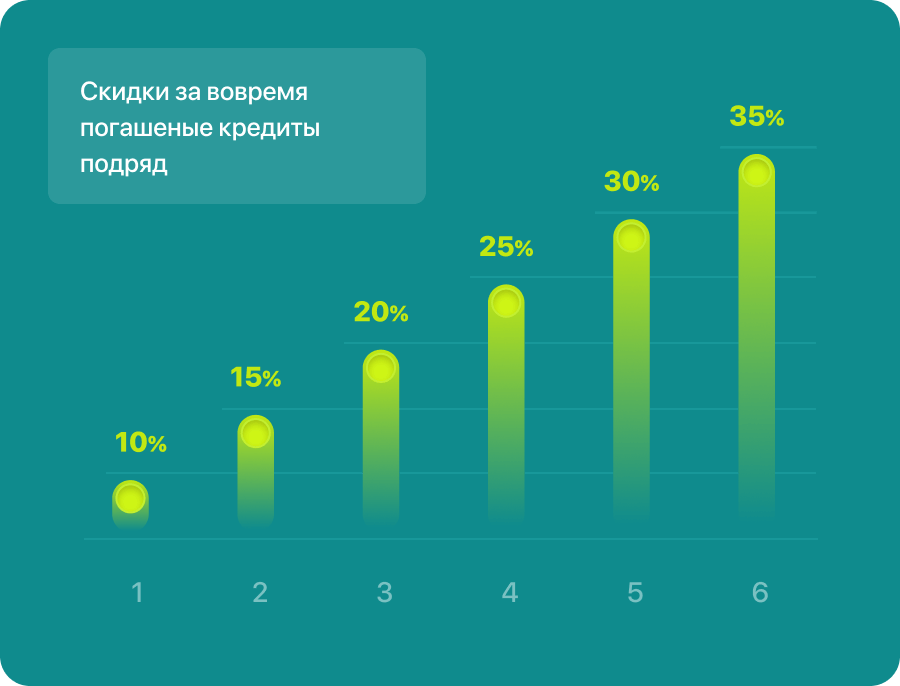 Скидки за вовремя
погашеные кредиты
подряд
35%
30%
25%
20%
15%
10%
1 2 3 4 5 6